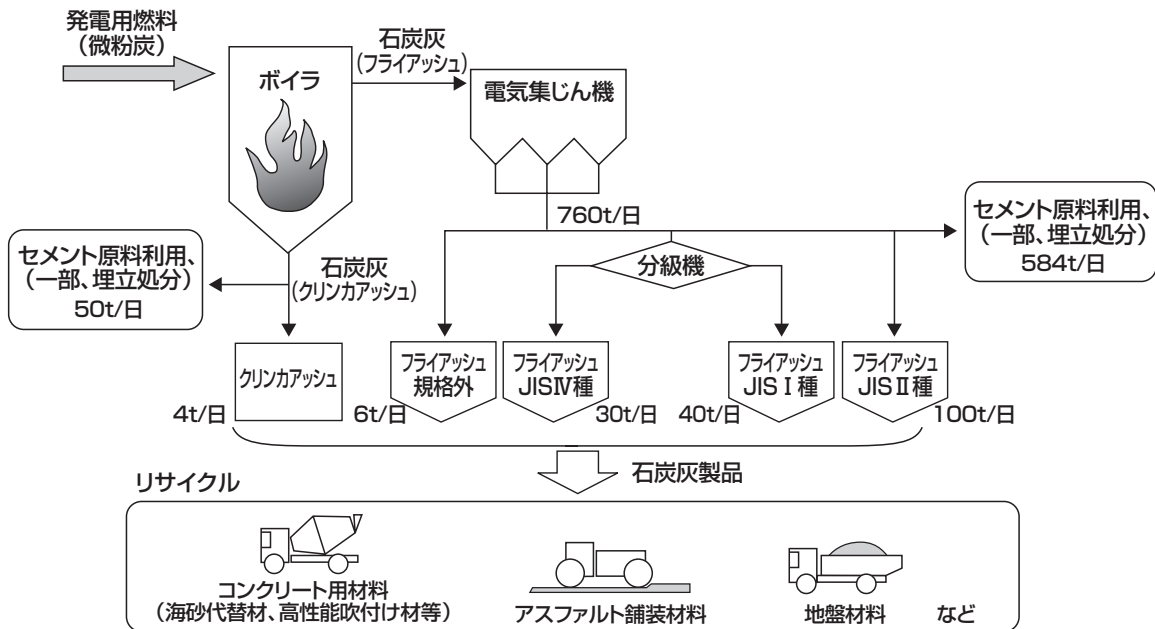 発電用燃料
（微粉炭）
ボイラ
石炭灰
（フライアッシュ）
電気集じん機
760t/日
セメント原料利用、
（一部、埋立処分）
584t/日
分級機
セメント原料利用、
（一部、埋立処分）
50t/日
石炭灰
（クリンカアッシュ）
クリンカアッシュ
4t/日
フライアッシュ
規格外
6t/日
フライアッシュ
JISⅣ種
30t/日
フライアッシュ
JISⅠ種
40t/日
フライアッシュ
JISⅡ種
100t/日
石炭灰製品
リサイクル
コンクリート用材料
（海砂代替材、高性能吹付け材等）
アスファルト舗装材料
地盤材料
など